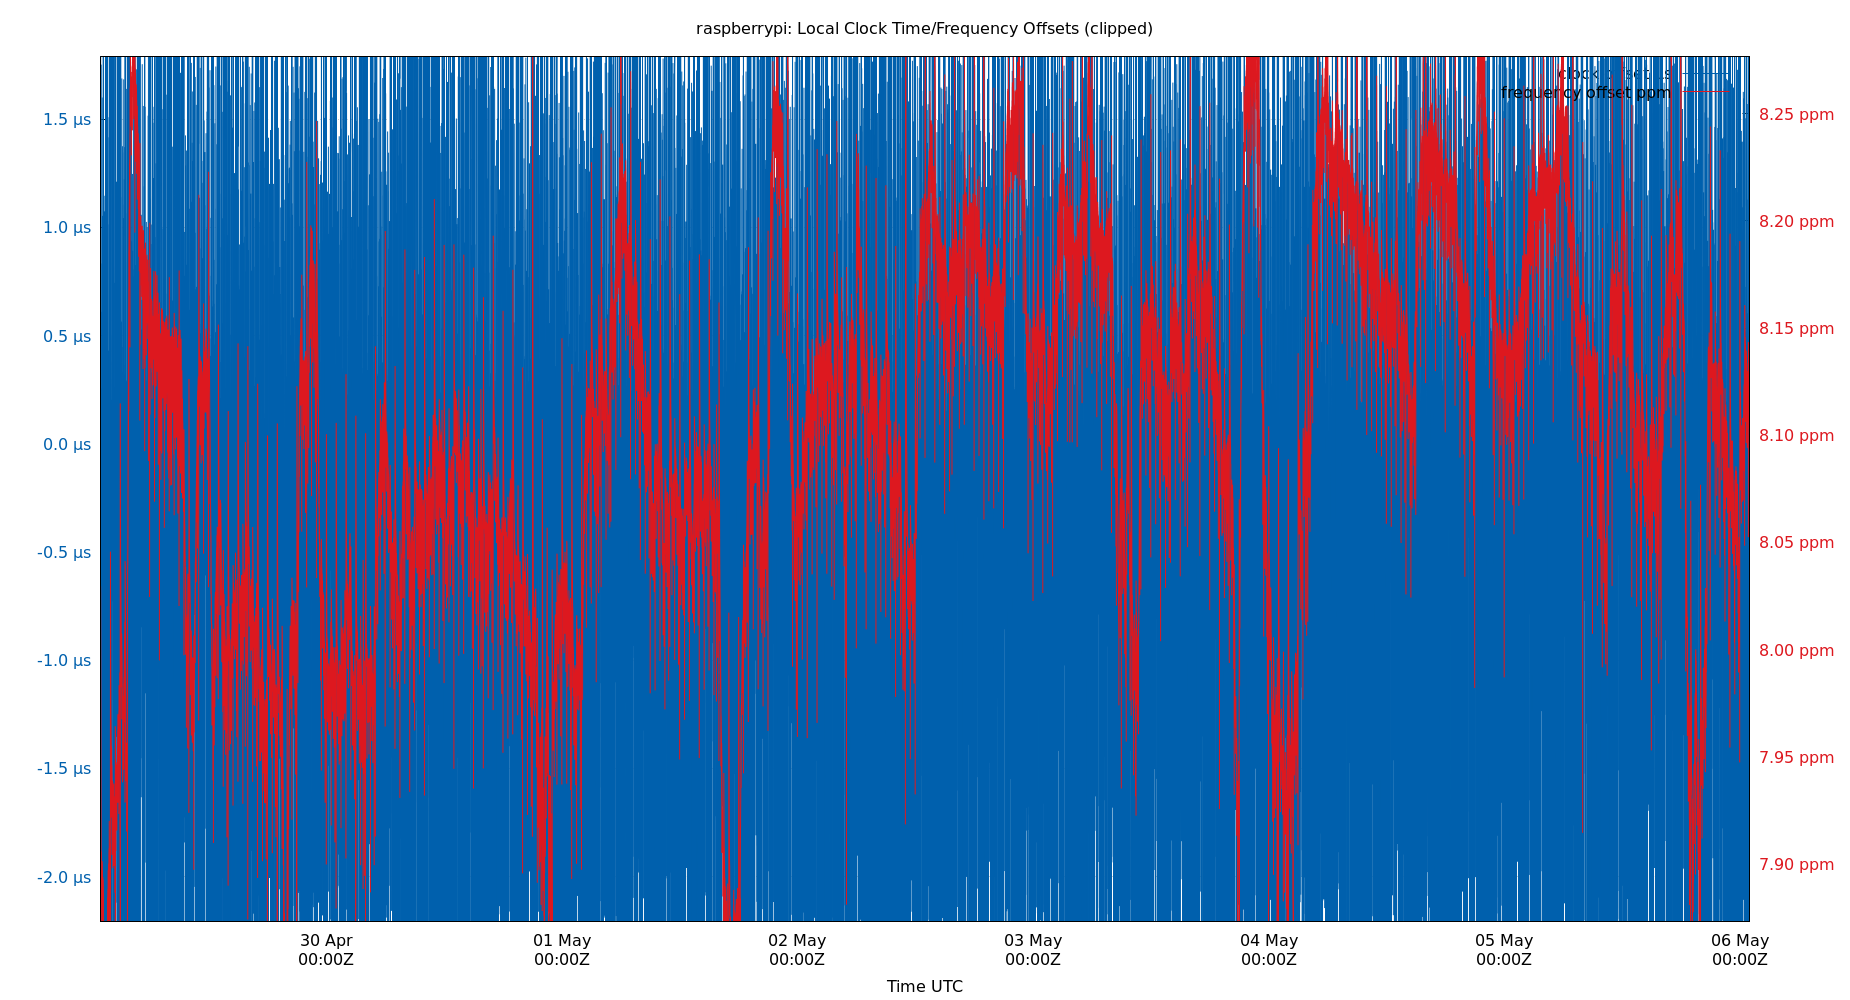 raspberrypi: Local Clock Time/Frequency Offsets (clipped)
clock offset µs
frequency offset ppm
1.5 µs
1.0 µs
0.5 µs
0.0 µs
-0.5 µs
-1.0 µs
-1.5 µs
-2.0 µs
8.25 ppm
8.20 ppm
8.15 ppm
8.10 ppm
8.05 ppm
8.00 ppm
7.95 ppm
7.90 ppm
30 Apr 01 May 02 May 03 May 04 May 05 May 06 May
00:00Z 00:00Z 00:00Z 00:00Z 00:00Z 00:00Z 00:00Z
Time UTC